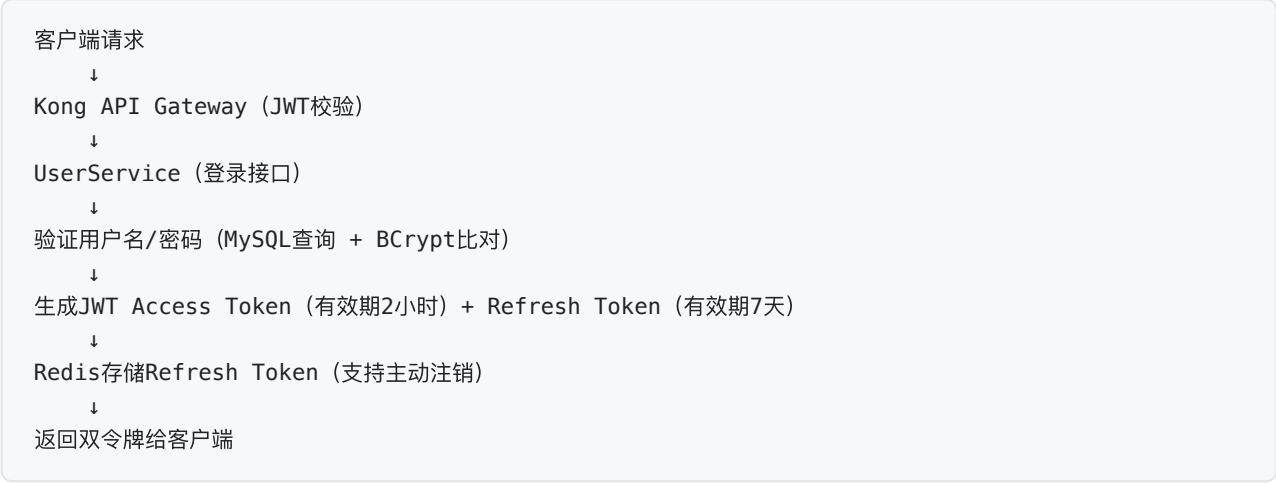 客户端请求
↓
Kong API Gateway（JWT校验）
↓
UserService（登录接口）
↓
验证用户名/密码（MySQL查询 + BCrypt比对）
↓
生成JWT Access Token（有效期2小时）+ Refresh Token（有效期7天）
↓
Redis存储Refresh Token（支持主动注销）
↓
返回双令牌给客户端